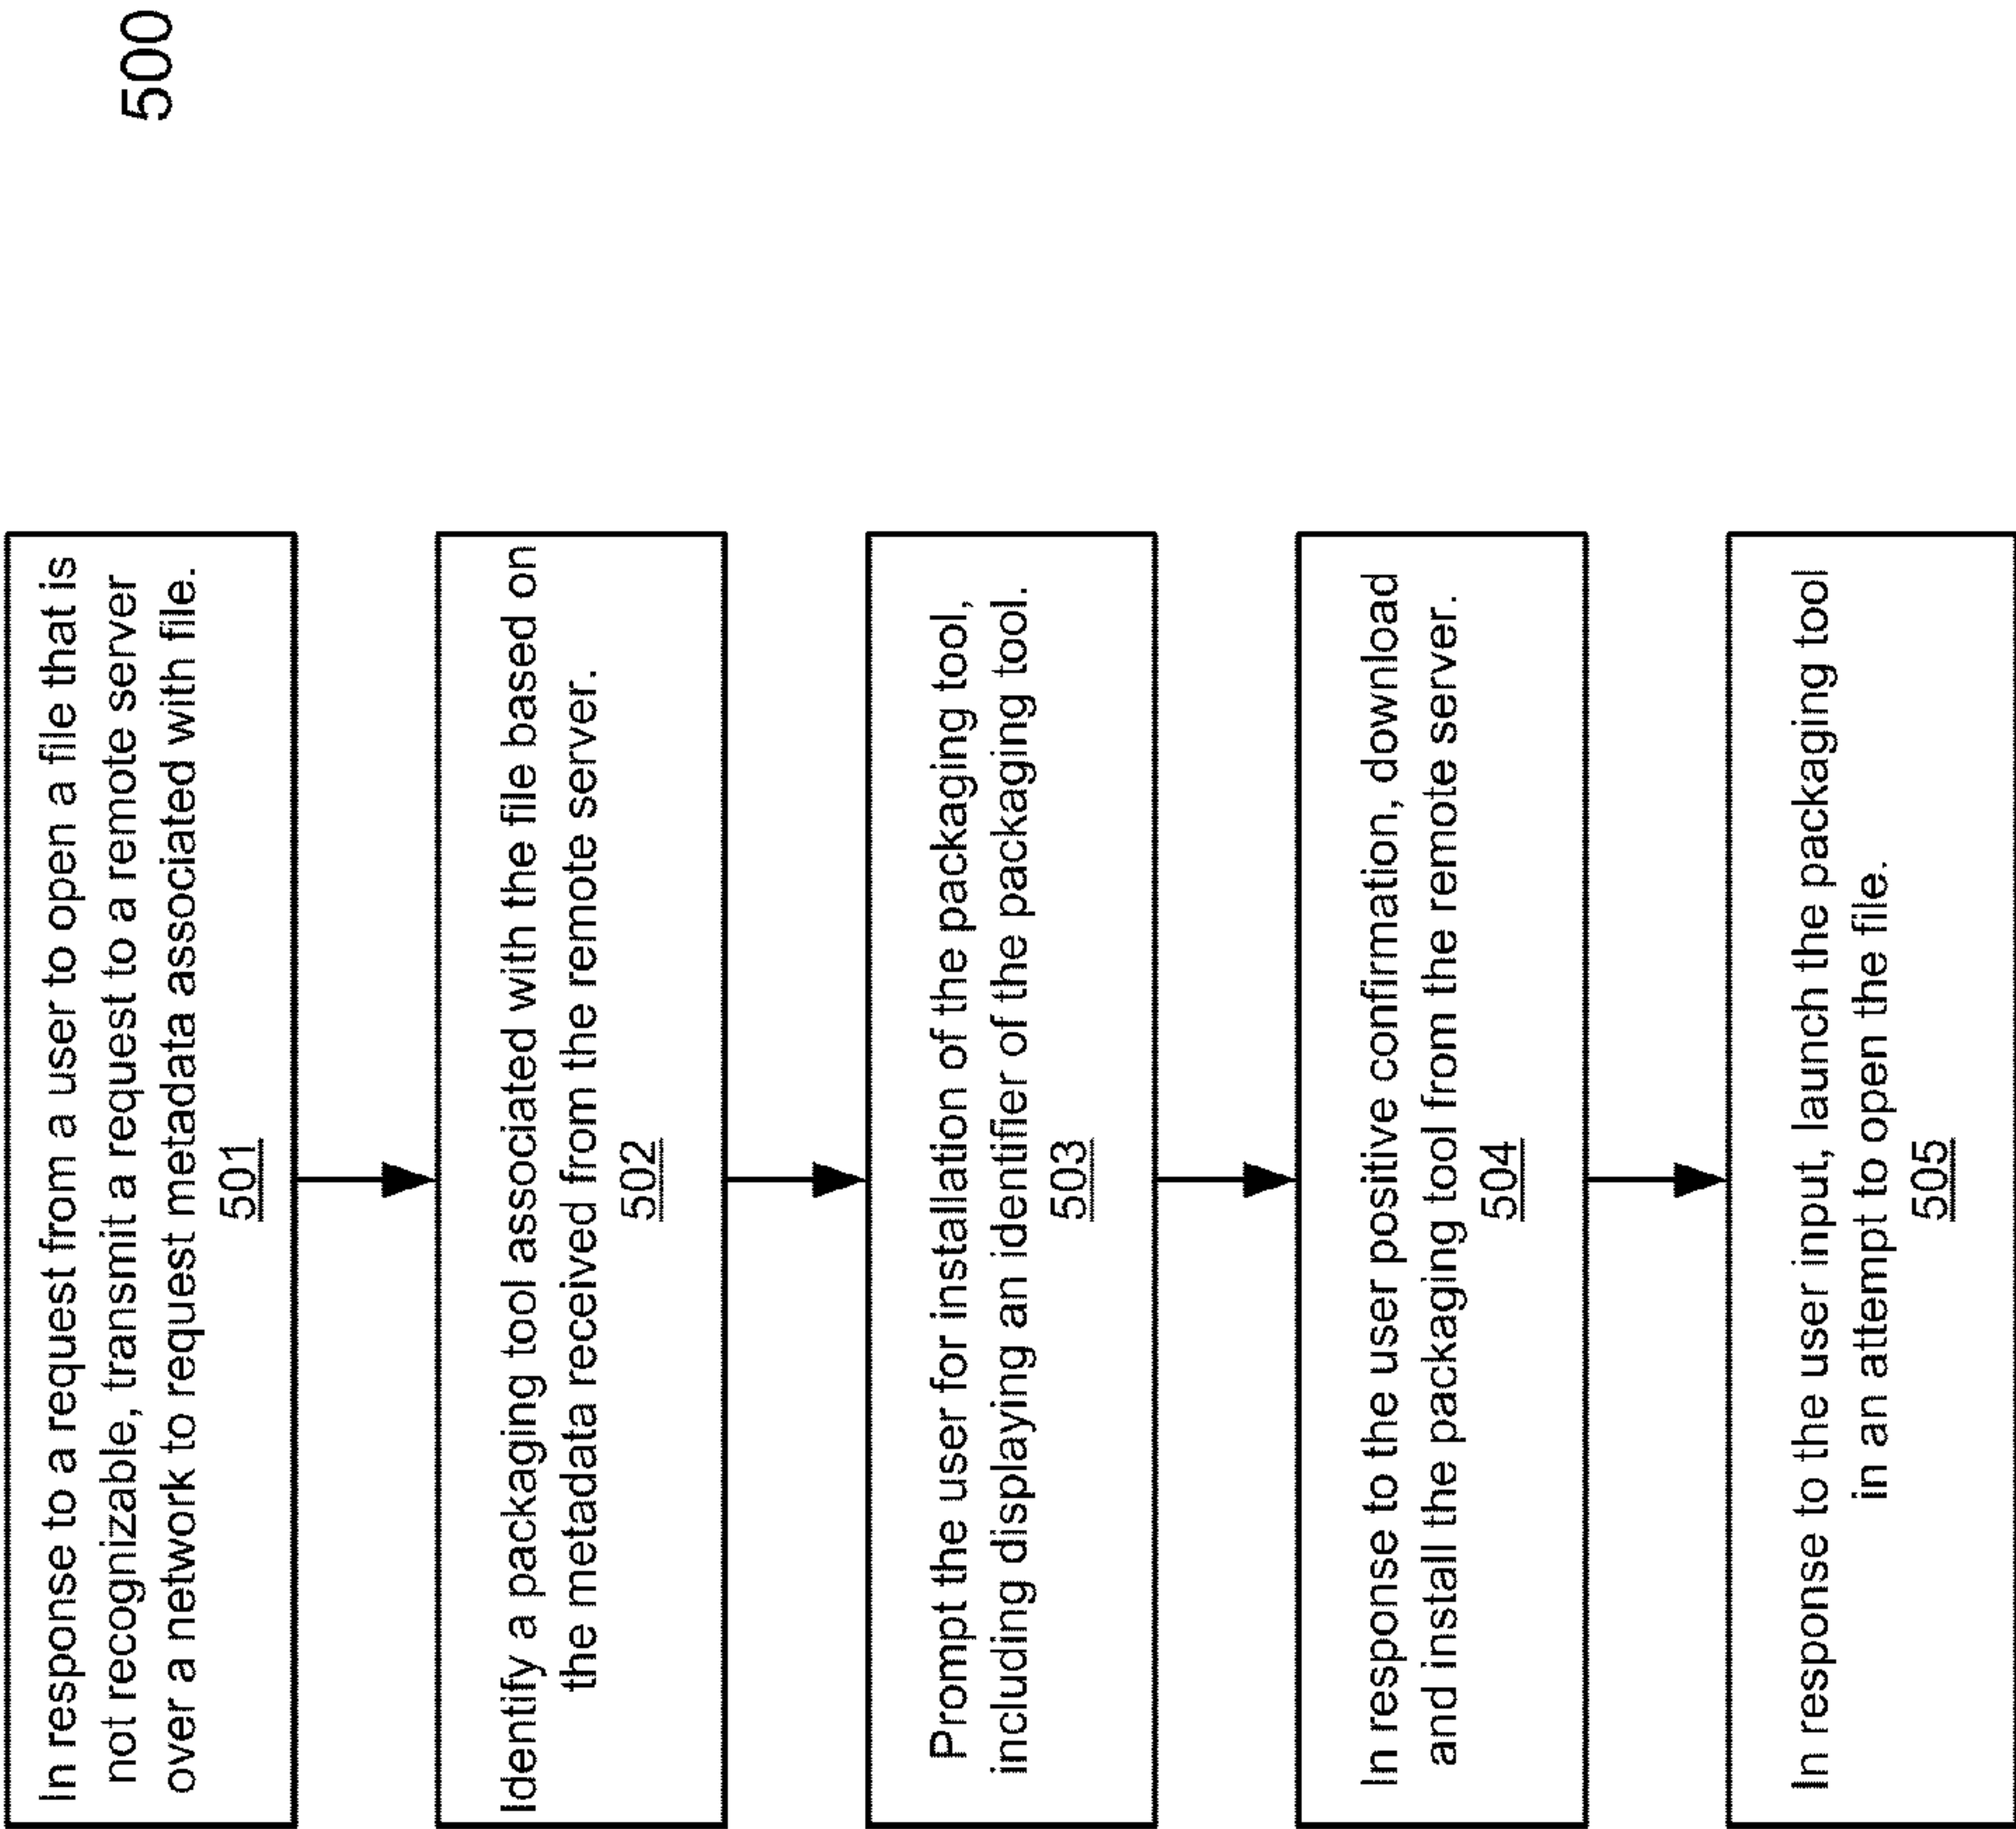 500
In response to a request from a user to open a file that is
not recognizable, transmit a request to a remote server
over a network to request metadata associated with file.
501
Identify a packaging tool associated with the file based on
the metadata received from the remote server.
502
Prompt the user for installation of the packaging tool,
including displaying an identifier of the packaging tool.
503
In response to the user positive confirmation, download
and install the packaging tool from the remote server.
504
In response to the user input, launch the packaging tool
in an attempt to open the file.
505